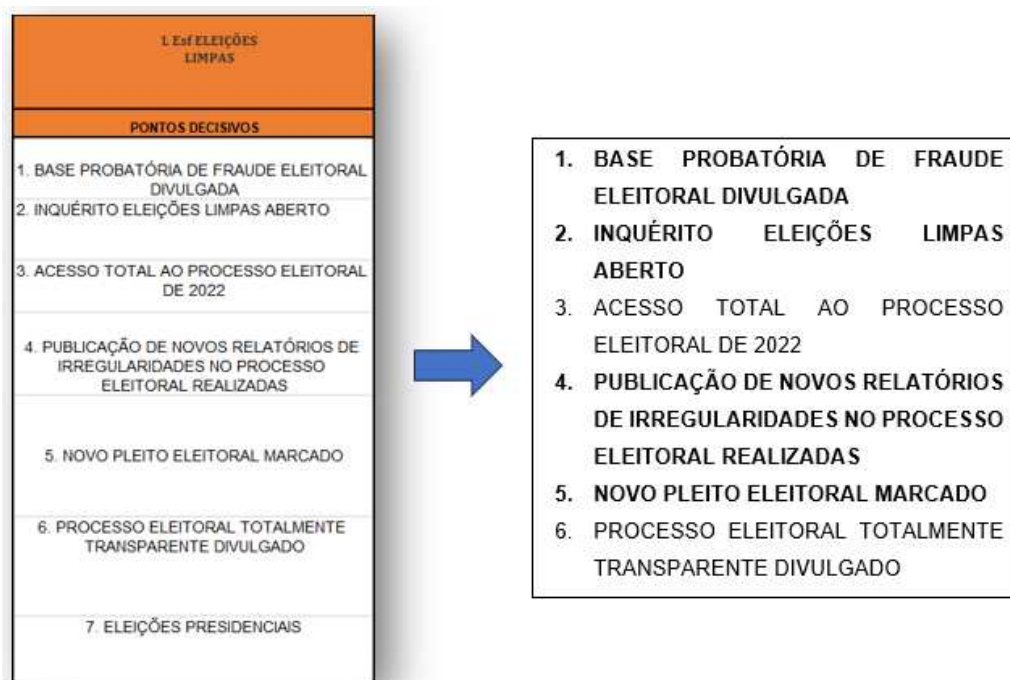 1. Esf ELEIÇÕES
LIMPAS
PONTOS DECISIVOS
1. BASE PROBATÓRIA DE FRAUDE ELEITORAL
DIVULGADA
2. INQUÉRITO ELEIÇÕES LIMPAS ABERTO
3. ACESSO TOTAL AO PROCESSO ELEITORAL
DE 2022
4. PUBLICAÇÃO DE NOVOS RELATÓRIOS DE
IRREGULARIDADES NO PROCESSO
ELEITORAL REALIZADAS
5. NOVO PLEITO ELEITORAL MARCADO
6. PROCESSO ELEITORAL TOTALMENTE
TRANSPARENTE DIVULGADO
7. ELEIÇÕES PRESIDENCIAIS
1. BASE PROBATÓRIA DE FRAUDE
ELEITORAL DIVULGADA
2. INQUÉRITO ELEIÇÕES LIMPAS
ABERTO
3. ACESSO TOTAL AO PROCESSO
ELEITORAL DE 2022
4. PUBLICAÇÃO DE NOVOS RELATÓRIOS
DE IRREGULARIDADES NO PROCESSO
ELEITORAL REALIZADAS
5. NOVO PLEITO ELEITORAL MARCADO
6. PROCESSO ELEITORAL TOTALMENTE
TRANSPARENTE DIVULGADO